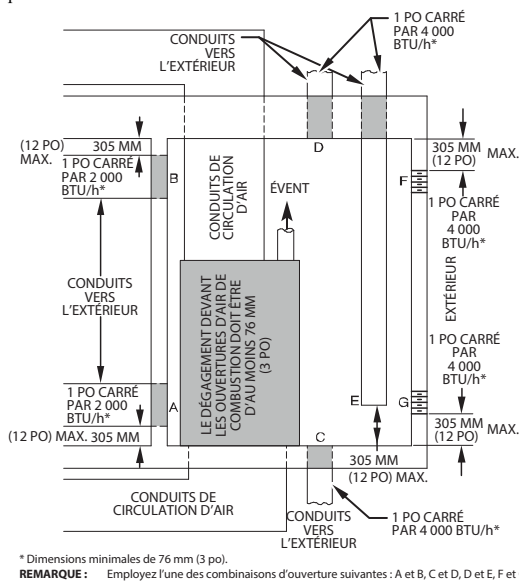 1 PO CARRÉ
PAR 4 000
BTU/h*
CONDUITS
VERS
L'EXTÉRIEUR
(12 PO)
MAX.
305 MM
1 PO CARRÉ
PAR 2 000
BTU/h*
B
CONDUITS DE
CIRCULATION
D'AIR
ÉVENT
D
305 MM
(12 PO)
MAX.
F
1 PO CARRÉ
PAR
4 000
BTU/h*
CONDUITS
VERS
L'EXTÉRIEUR
LE DÉGAGEMENT DEVANT
LES OUVERTURES D'AIR DE
COMBUSTION DOIT ÊTRE
D'AU MOINS 76 MM
(3 PO)
EXTÉRIEUR
1 PO CARRÉ
PAR
4 000
BTU/h*
1 PO CARRÉ
PAR 2 000
BTU/h*
A
E
G
(12 PO) MAX.
305 MM
C
305 MM
(12 PO)
MAX.
305 MM
(12 PO) MAX.
CONDUITS DE
CIRCULATION D'AIR
CONDUITS
VERS
L'EXTÉRIEUR
1 PO CARRÉ
PAR 4 000
BTU/h*
* Dimensions minimales de 76 mm (3 po).
REMARQUE : Employez l'une des combinaisons d'ouverture suivantes : A et B, C et D, D et E, F et